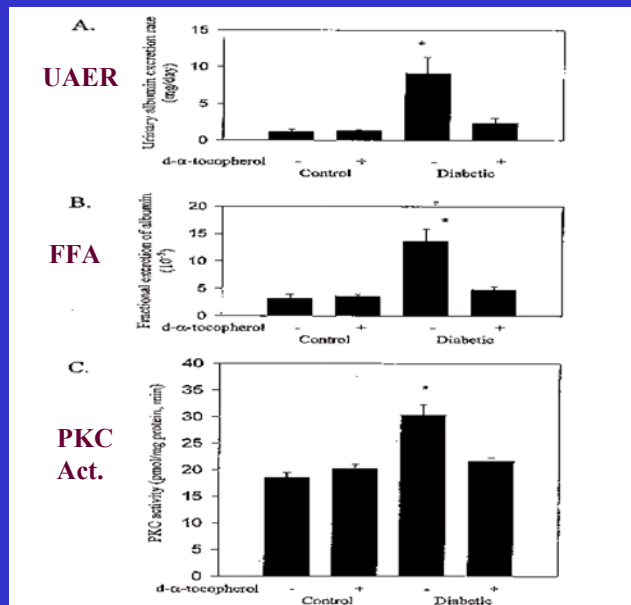 A.
UAER
Urinary albumin excretion rate
(mg/day)
15
10
5
0
*
d-α-tocopherol - + - +
Control Diabetic
B.
FFA
Fractional excretion of albumin
(10⁻⁵)
20
15
10
5
0
*
d-α-tocopherol - + - +
Control Diabetic
C.
PKC
Act.
PKC activity (pmol/mg protein, min)
40
35
30
25
20
15
10
5
0
*
d-α-tocopherol - + - +
Control Diabetic